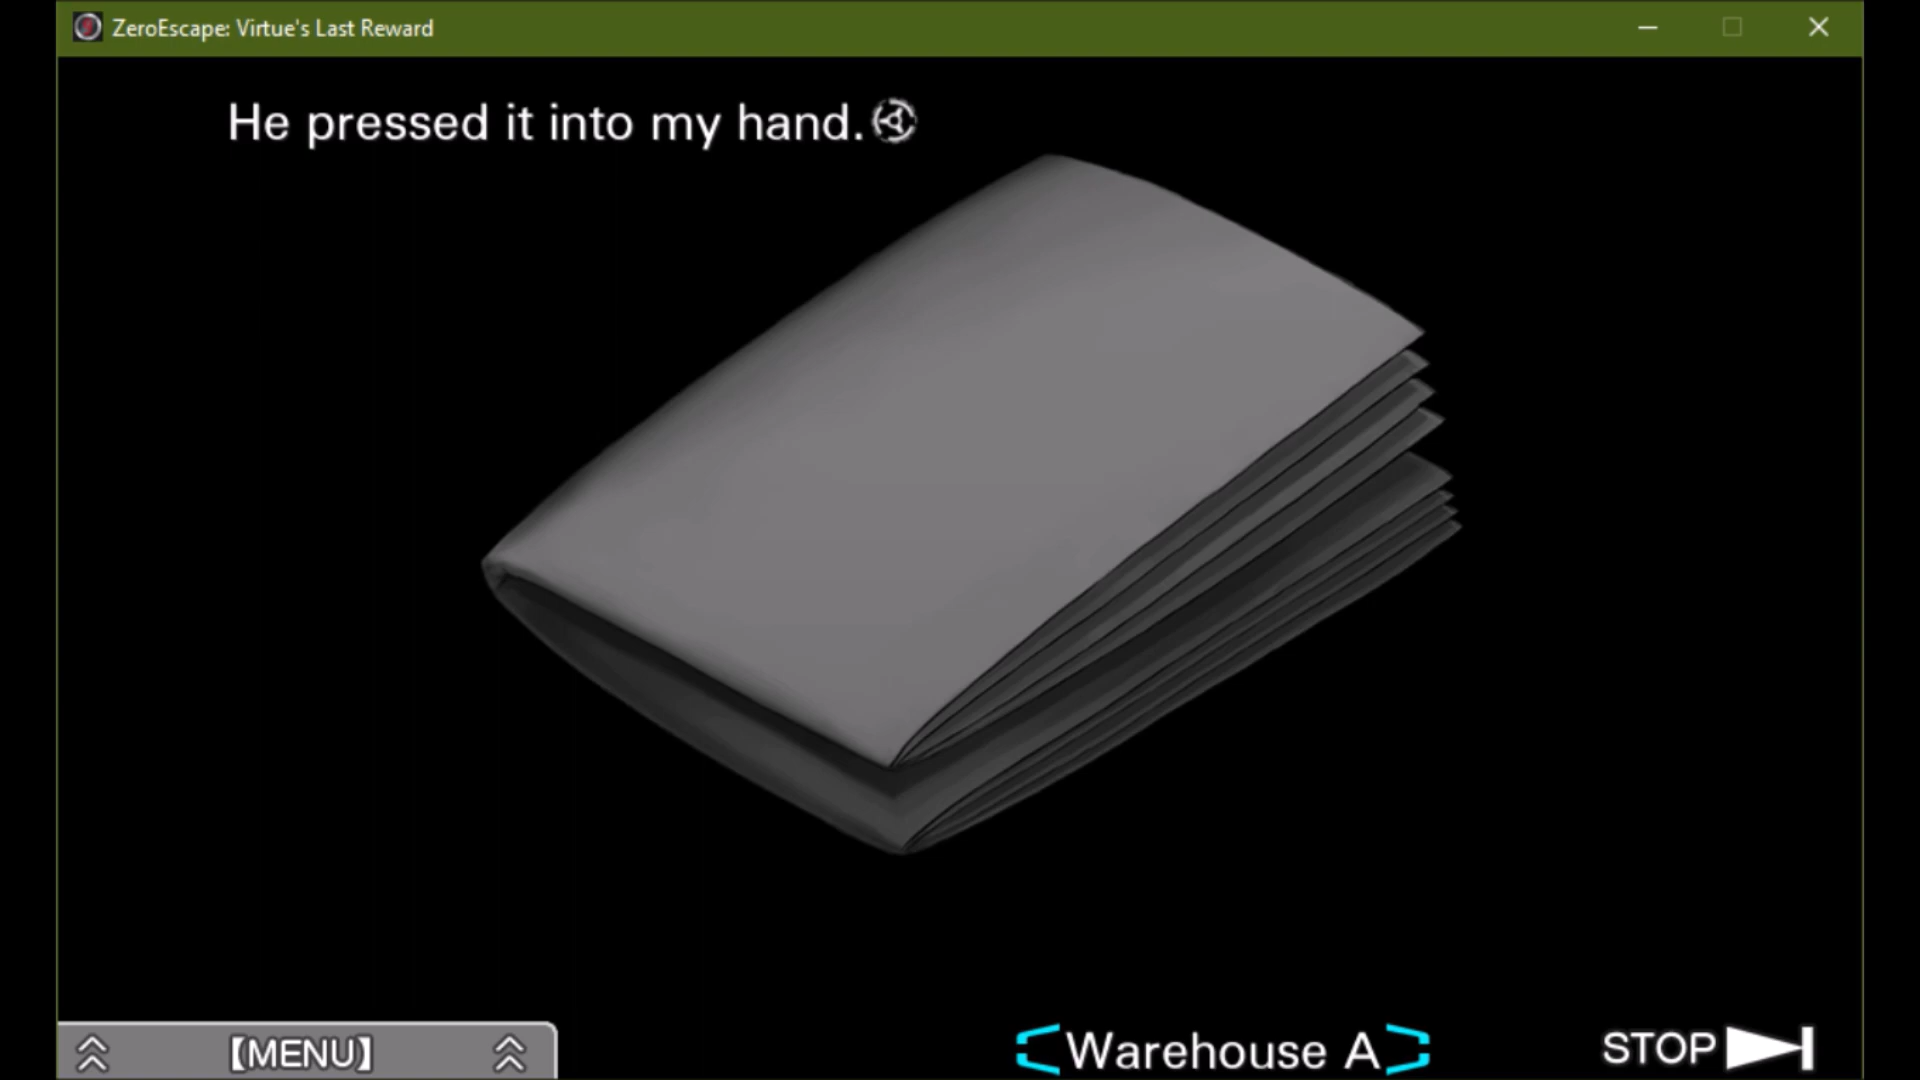 ZeroEscape: Virtue's Last Reward
He pressed it into my hand.
【MENU】
Warehouse A
STOP